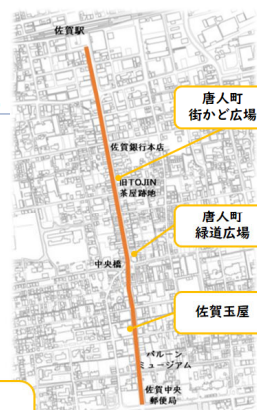 佐賀駅
唐人町
街かど広場
佐賀銀行本店
旧TOJIN
茶屋跡地
唐人町
緑道広場
中央橋
佐賀玉屋
バルーン
ミュージアム
佐賀中央
郵便局